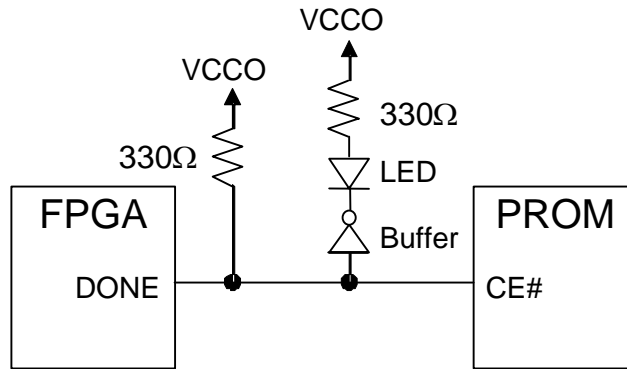 VCCO
VCCO
330Ω
330Ω
LED
FPGA
Buffer
PROM
DONE
CE#